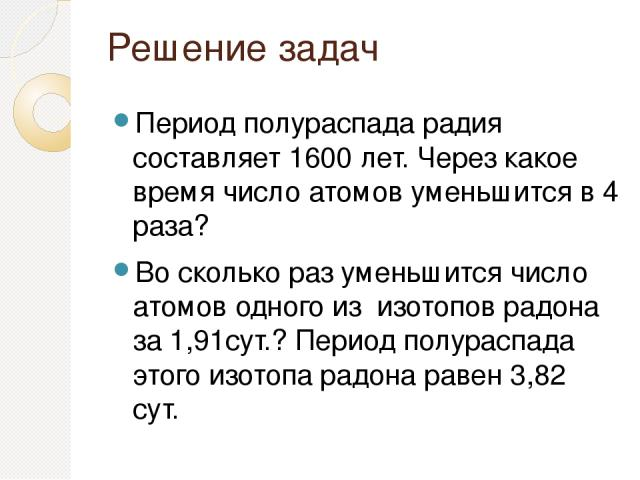 Решение задач
Период полураспада радия
составляет 1600 лет. Через какое
время число атомов уменьшится в 4
раза?
Во сколько раз уменьшится число
атомов одного из изотопов радона
за 1,91сут.? Период полураспада
этого изотопа радона равен 3,82
сут.